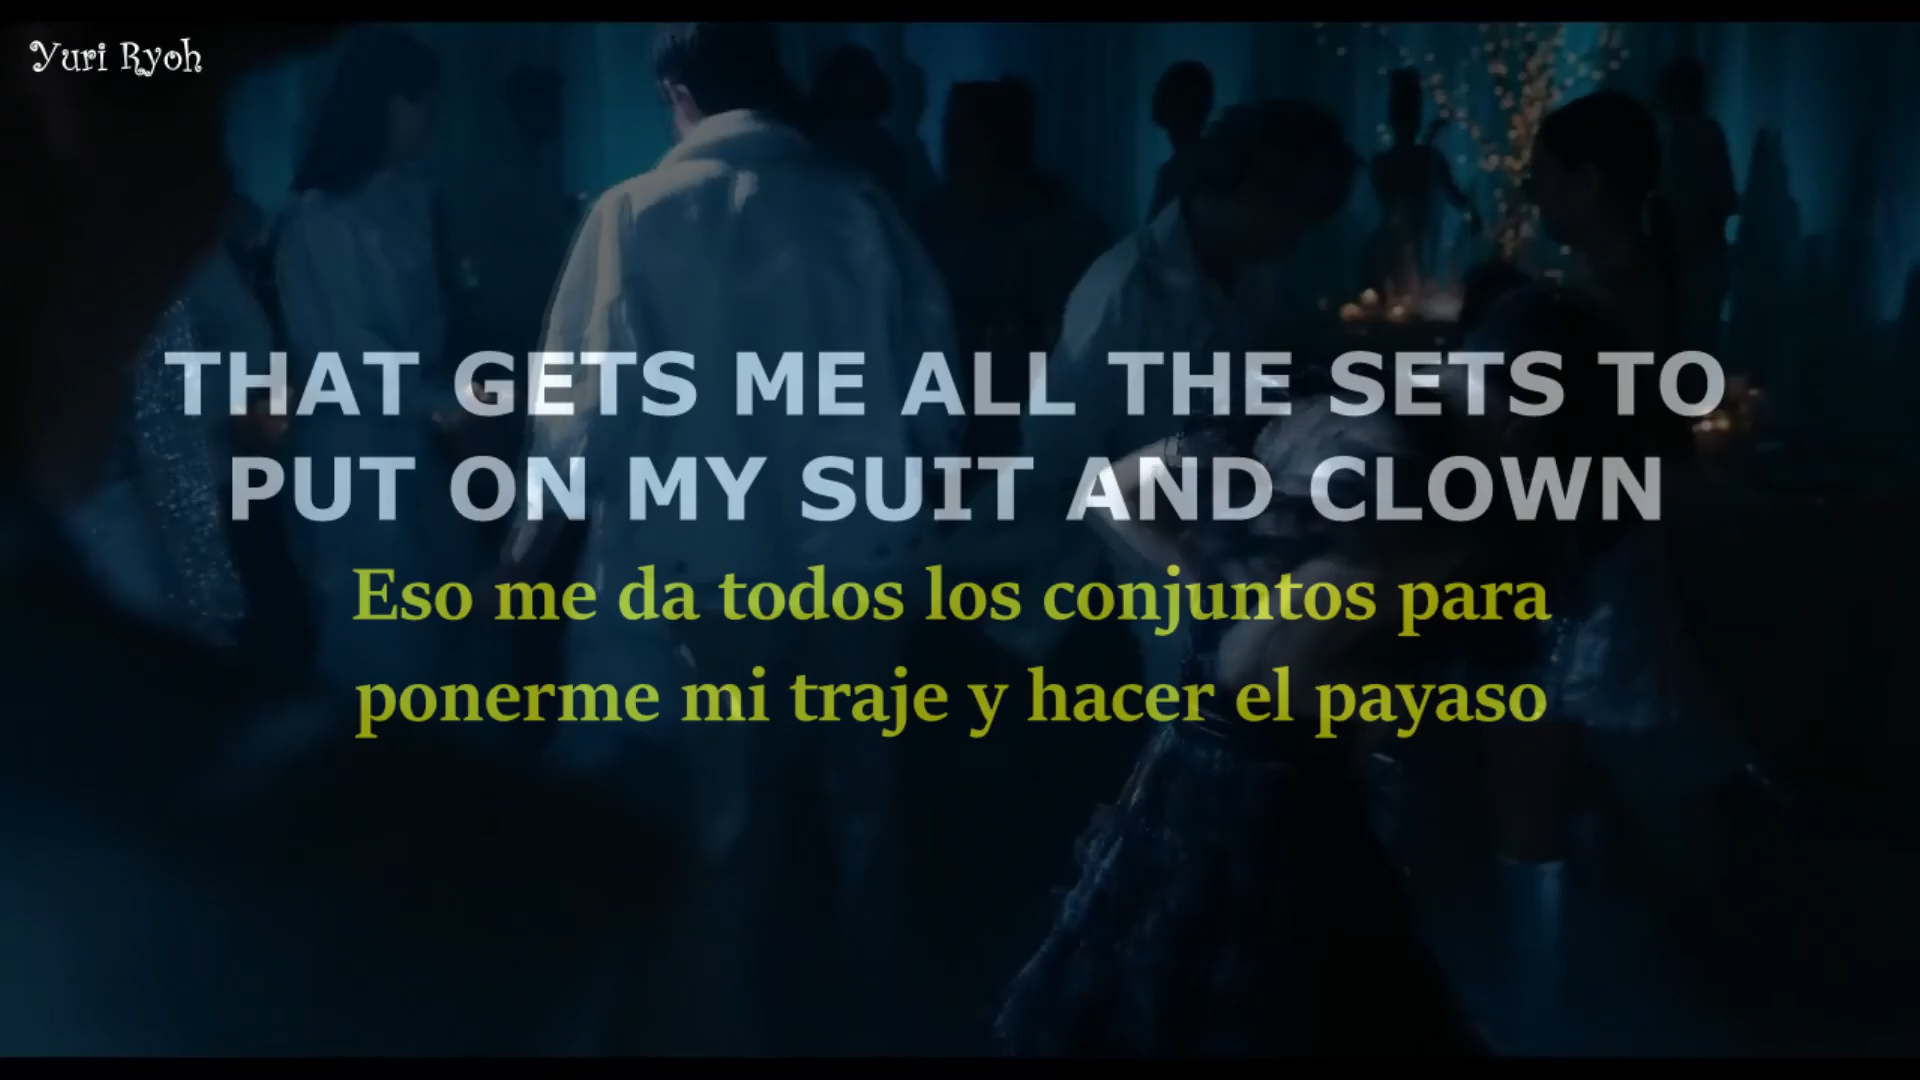 Yuri Ryoh
THAT GETS ME ALL THE SETS TO
PUT ON MY SUIT AND CLOWN
Eso me da todos los conjuntos para
ponerme mi traje y hacer el payaso